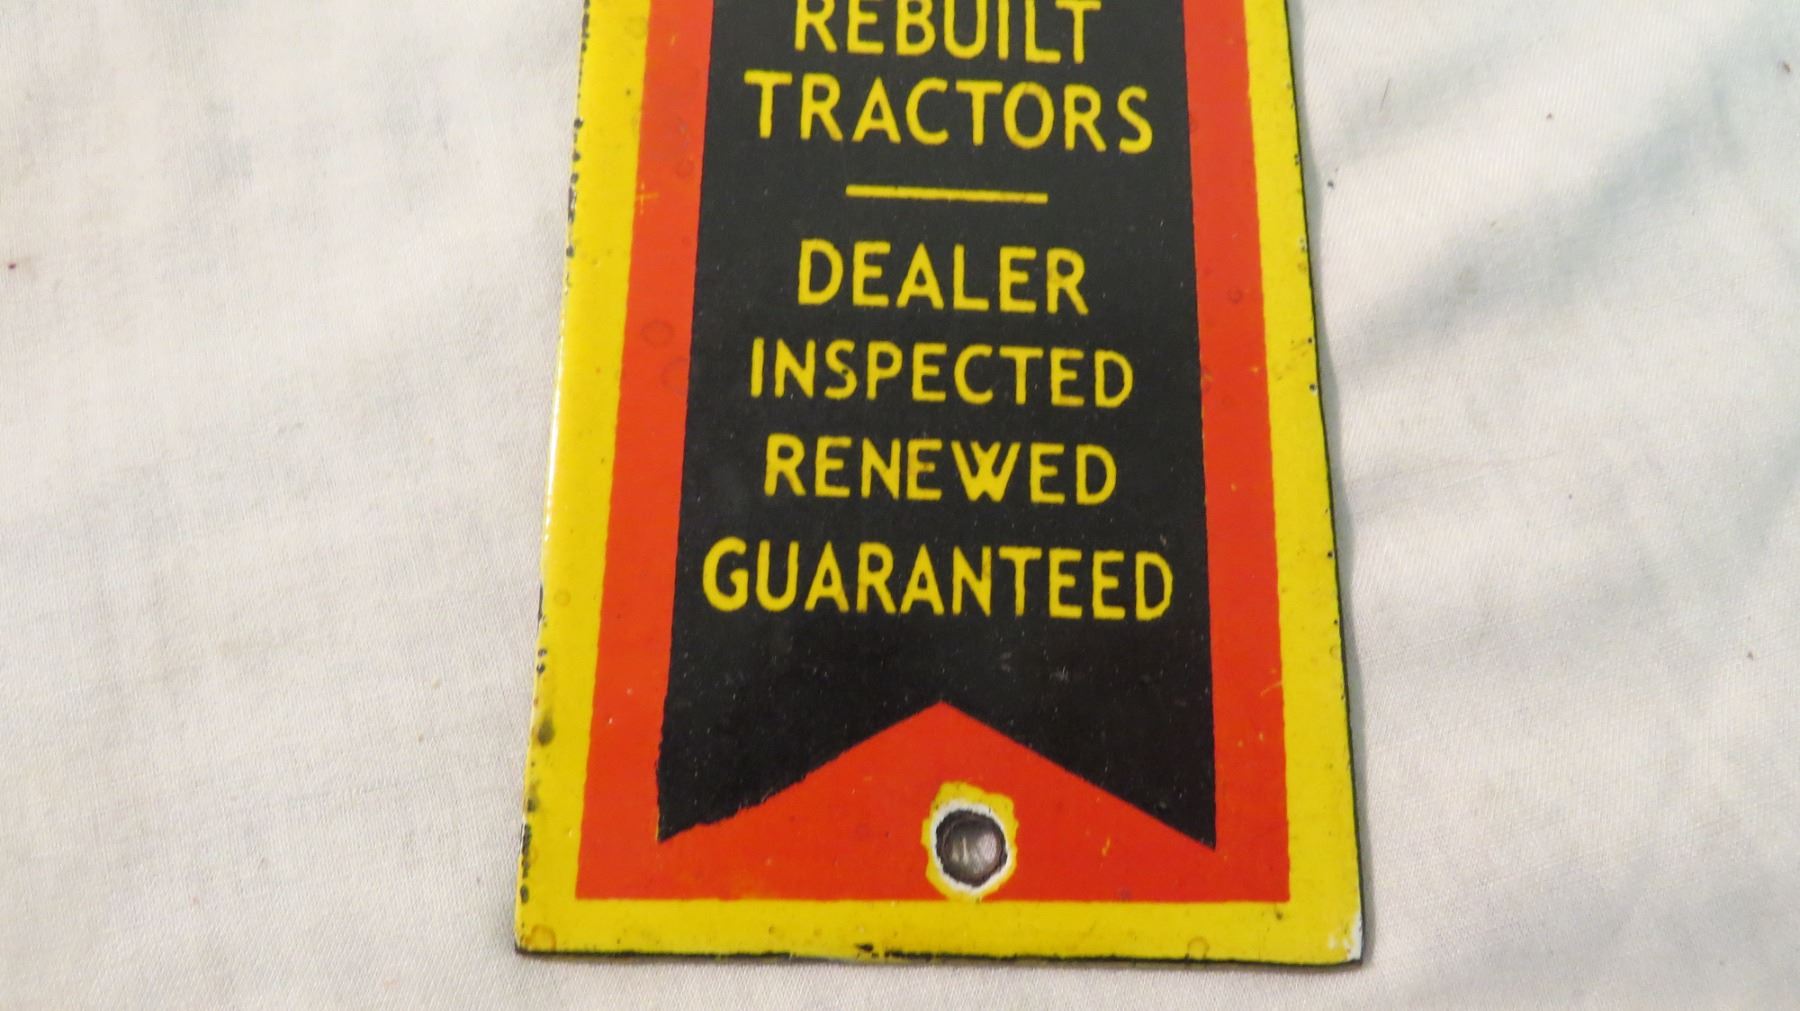 REBUILT
TRACTORS
DEALER
INSPECTED
RENEWED
GUARANTEED